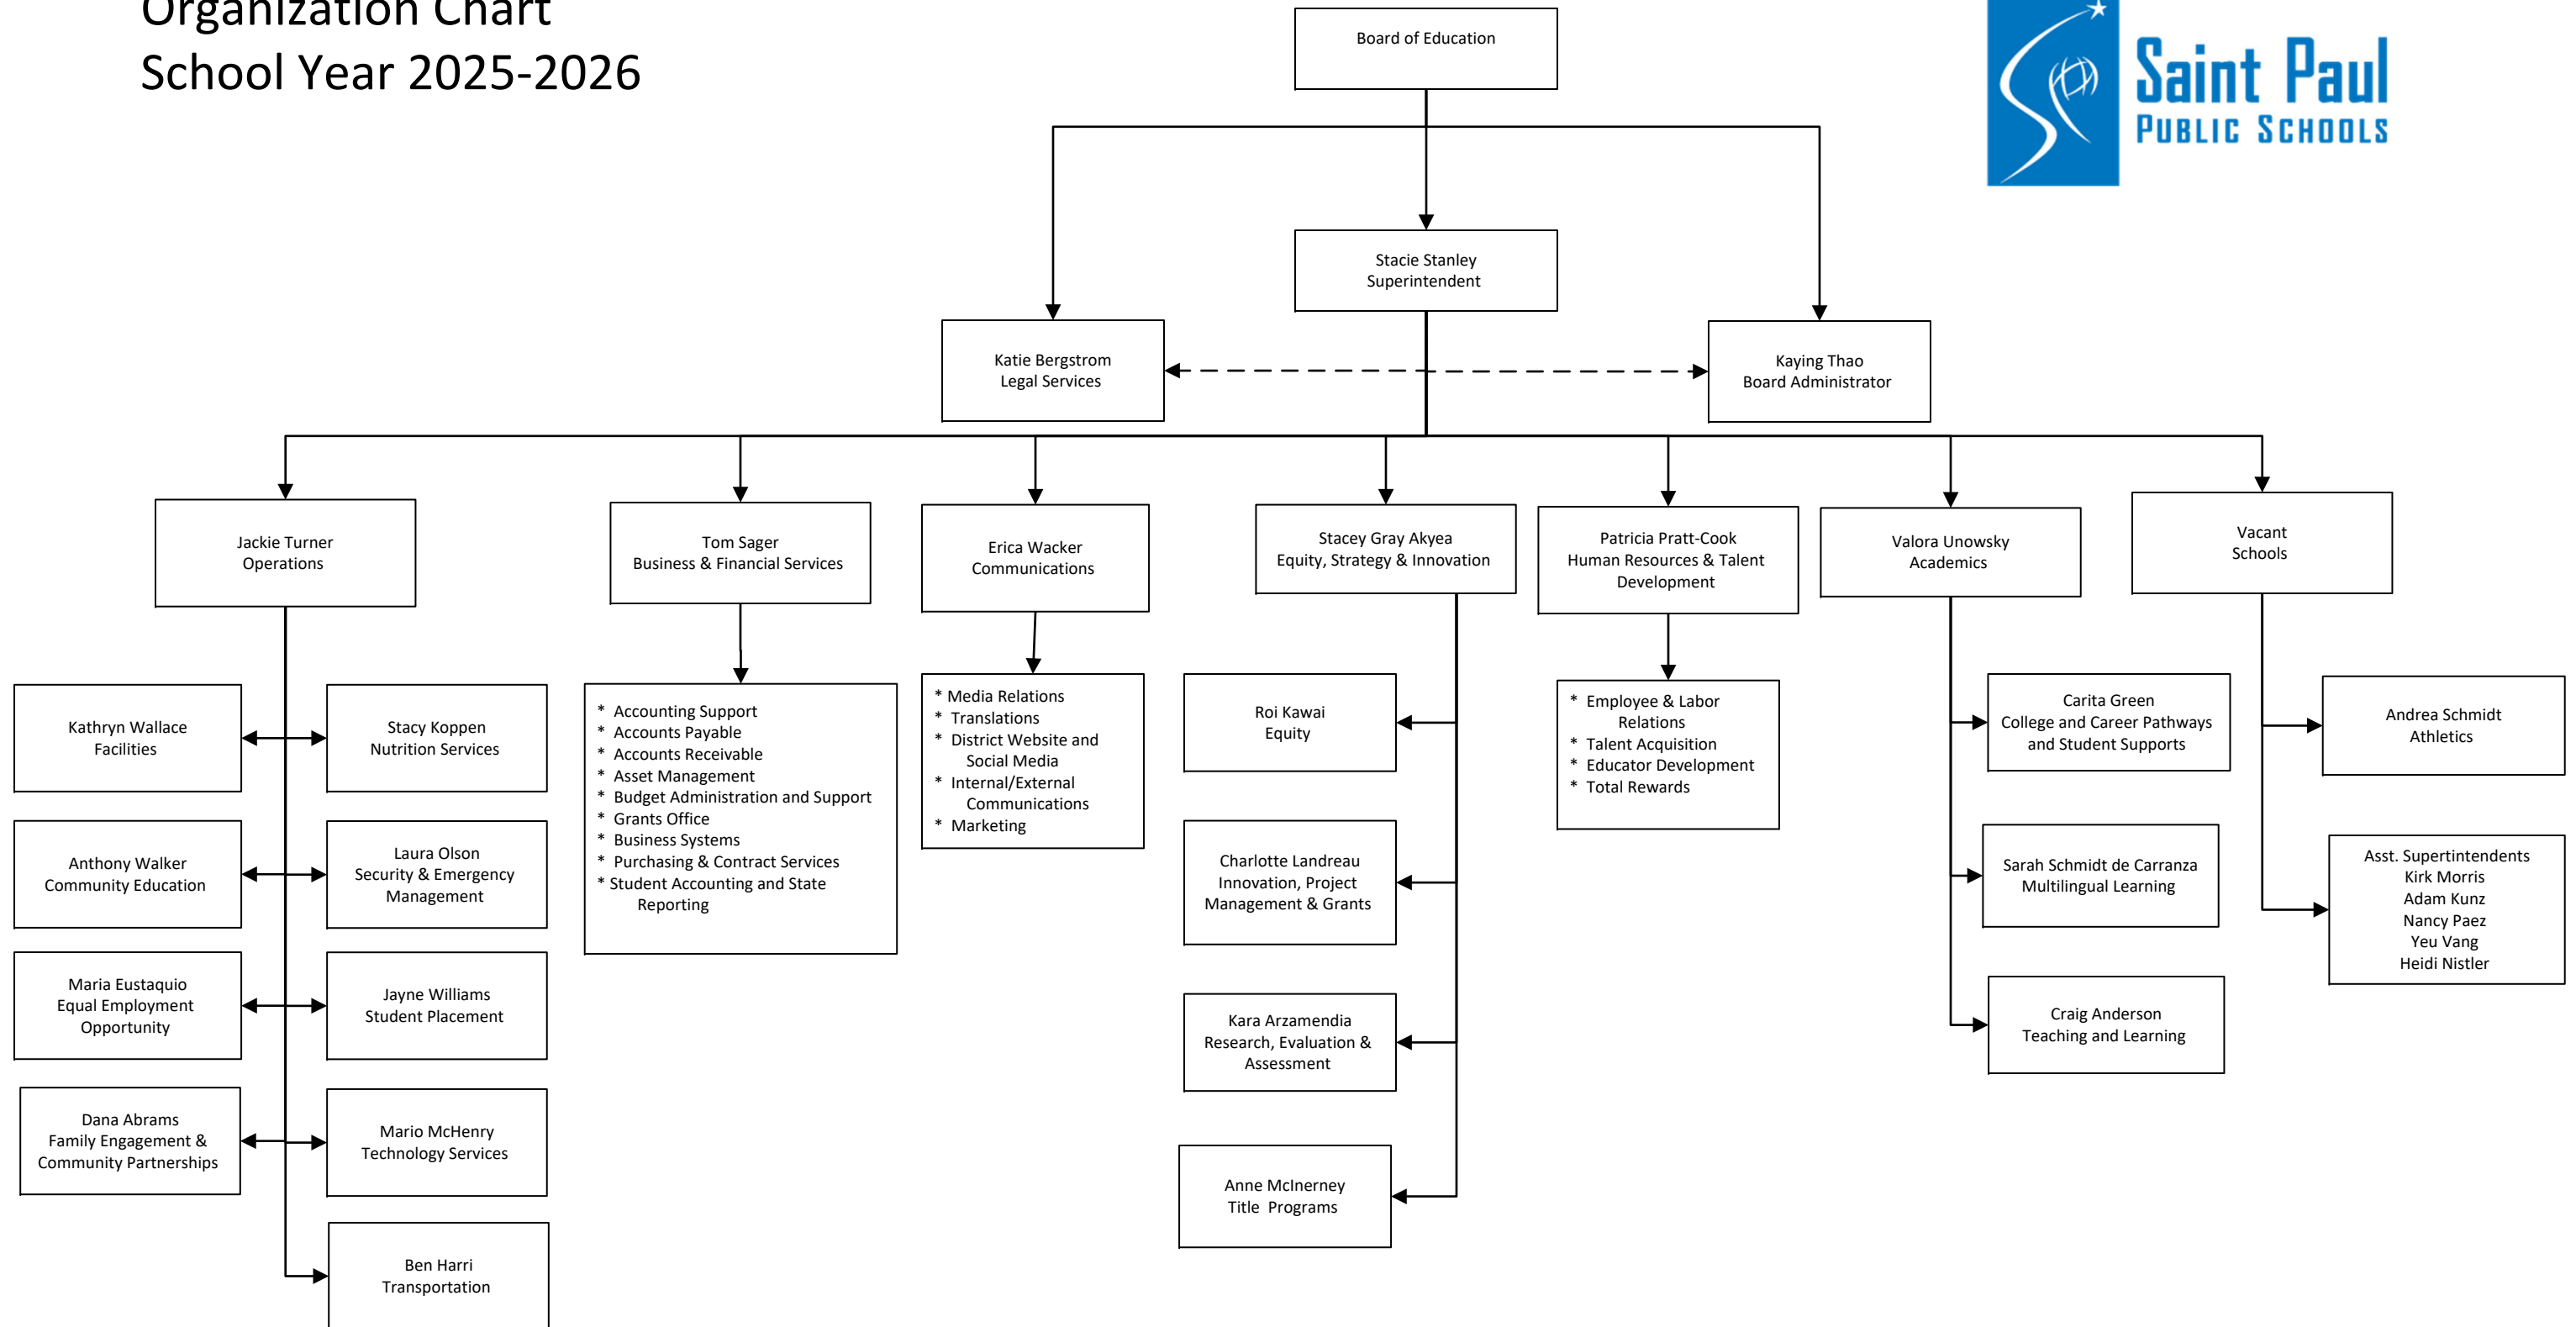 Organization Chart
School Year 2025-2026
Board of Education
Saint Paul
PUBLIC SCHOOLS
Stacie Stanley
Superintendent
Katie Bergstrom
Legal Services
Kaying Thao
Board Administrator
Jackie Turner
Operations
Tom Sager
Business & Financial Services
Erica Wacker
Communications
Stacey Gray Akyea
Equity, Strategy & Innovation
Patricia Pratt-Cook
Human Resources & Talent
Development
Valora Unowsky
Academics
Vacant
Schools
Kathryn Wallace
Facilities
Stacy Koppen
Nutrition Services
Anthony Walker
Community Education
Laura Olson
Security & Emergency
Management
Maria Eustaquio
Equal Employment
Opportunity
Jayne Williams
Student Placement
Dana Abrams
Family Engagement &
Community Partnerships
Mario McHenry
Technology Services
Ben Harri
Transportation
* Accounting Support
* Accounts Payable
* Accounts Receivable
* Asset Management
* Budget Administration and Support
* Grants Office
* Business Systems
* Purchasing & Contract Services
* Student Accounting and State
Reporting
* Media Relations
* Translations
* District Website and
Social Media
* Internal/External
Communications
* Marketing
Roi Kawai
Equity
Charlotte Landreau
Innovation, Project
Management & Grants
Kara Arzamendia
Research, Evaluation &
Assessment
Anne McInerney
Title Programs
* Employee & Labor
Relations
* Talent Acquisition
* Educator Development
* Total Rewards
Carita Green
College and Career Pathways
and Student Supports
Sarah Schmidt de Carranza
Multilingual Learning
Craig Anderson
Teaching and Learning
Andrea Schmidt
Athletics
Asst. Supertintendents
Kirk Morris
Adam Kunz
Nancy Paez
Yeu Vang
Heidi Nistler